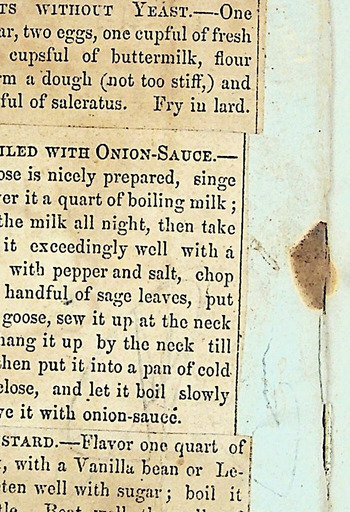 TS WITHOUT YEAST.—One
ar, two eggs, one cupful of fresh
cupsful of buttermilk, flour
rm a dough (not too stiff,) and
ful of saleratus. Fry in lard.
ILED WITH ONION-SAUCE.—
ose is nicely prepared, singe
er it a quart of boiling milk;
the milk all night, then take
it exceedingly well with a
with pepper and salt, chop
handful of sage leaves, put
goose, sew it up at the neck
hang it up by the neck till
then put it into a pan of cold
close, and let it boil slowly
ve it with onion-sauce.
STARD.—Flavor one quart of
, with a Vanilla bean or Le-
ten well with sugar; boil it